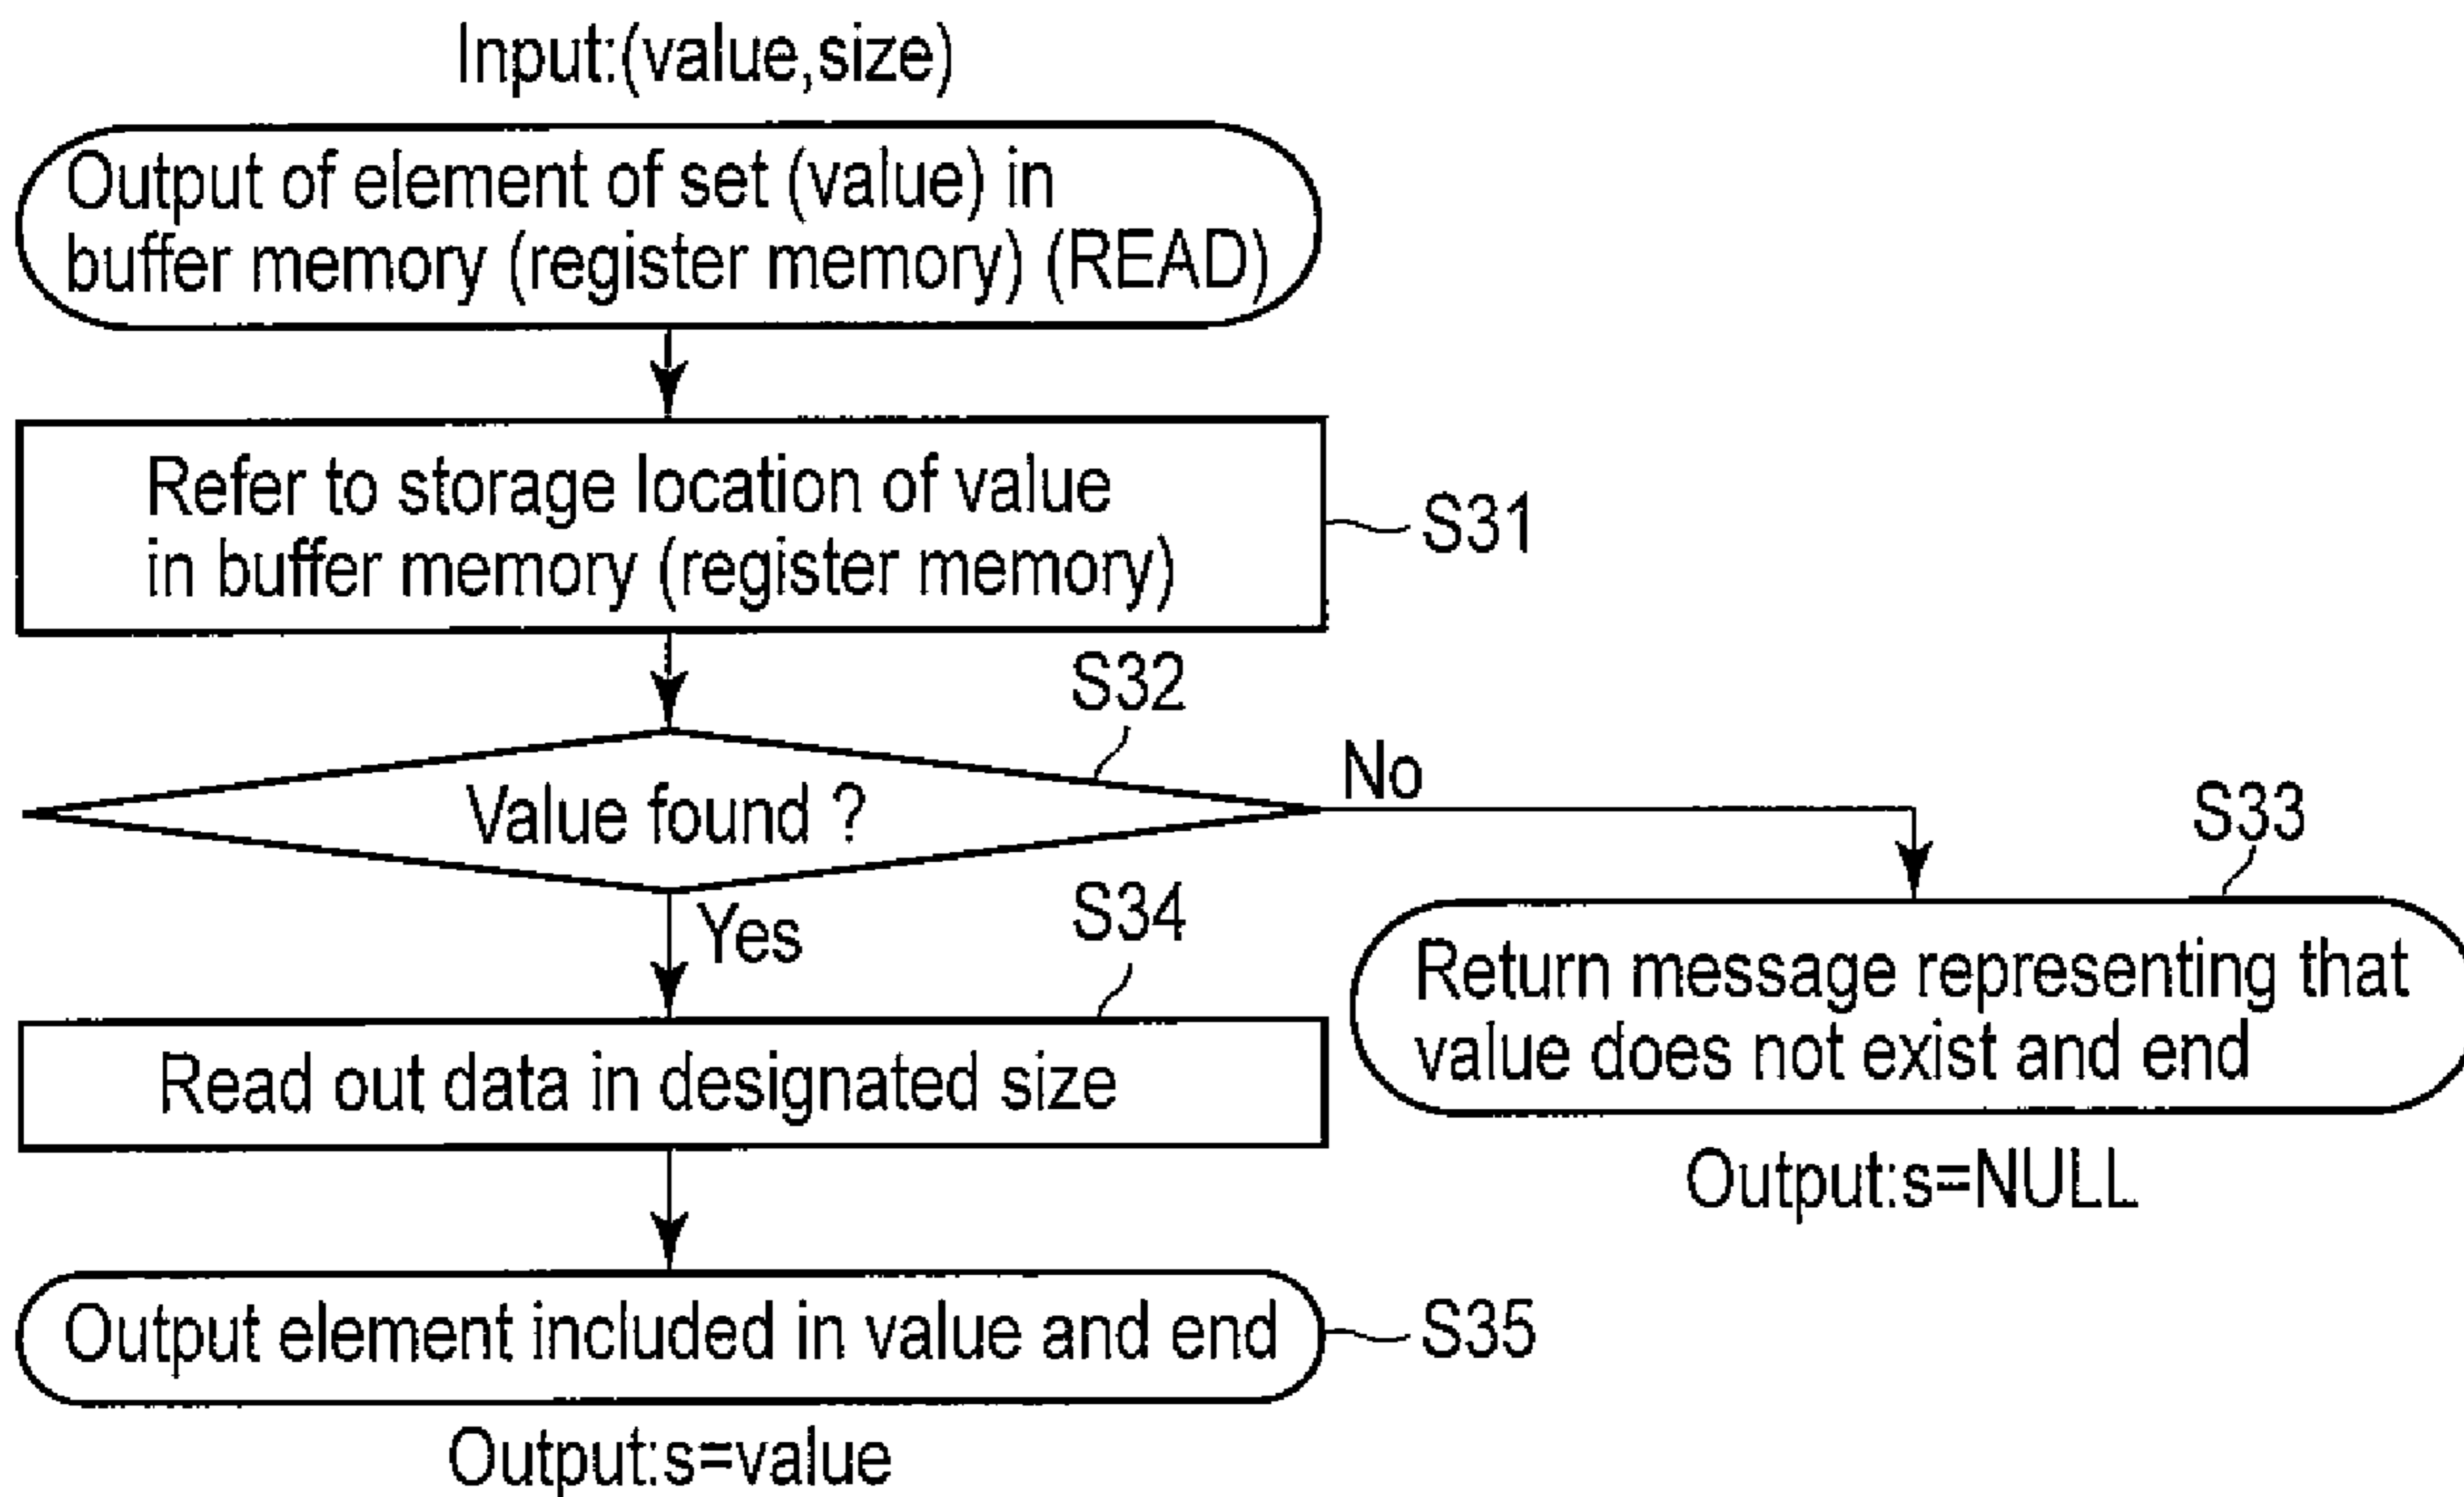 Input:(value,size)
Output of element of set (value) in
buffer memory (register memory) (READ)
Refer to storage location of value
in buffer memory (register memory)
S31
S32
Value found ?
No
S33
Yes
S34
Return message representing that
value does not exist and end
Read out data in designated size
Output:s=NULL
Output element included in value and end
S35
Output:s=value